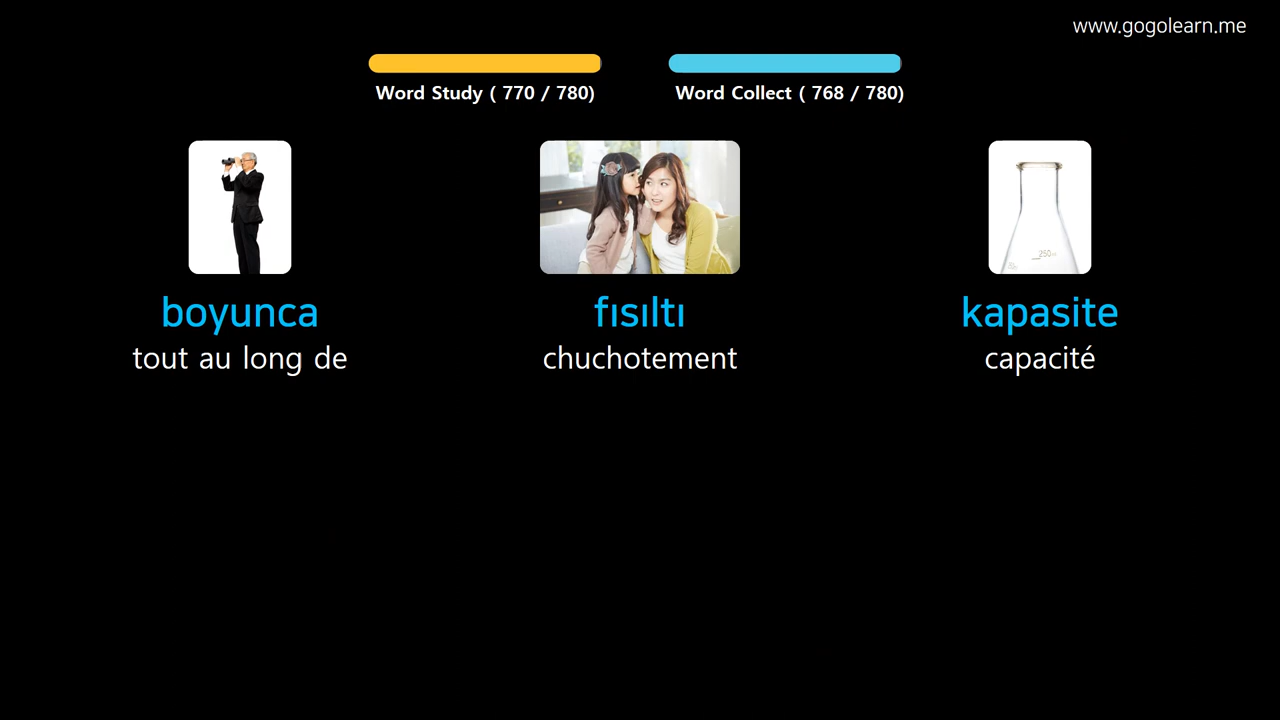 www.gogolearn.me
Word Study ( 770 / 780)
Word Collect ( 768 / 780)
boyunca
fısıltı
kapasite
tout au long de
chuchotement
capacité
250